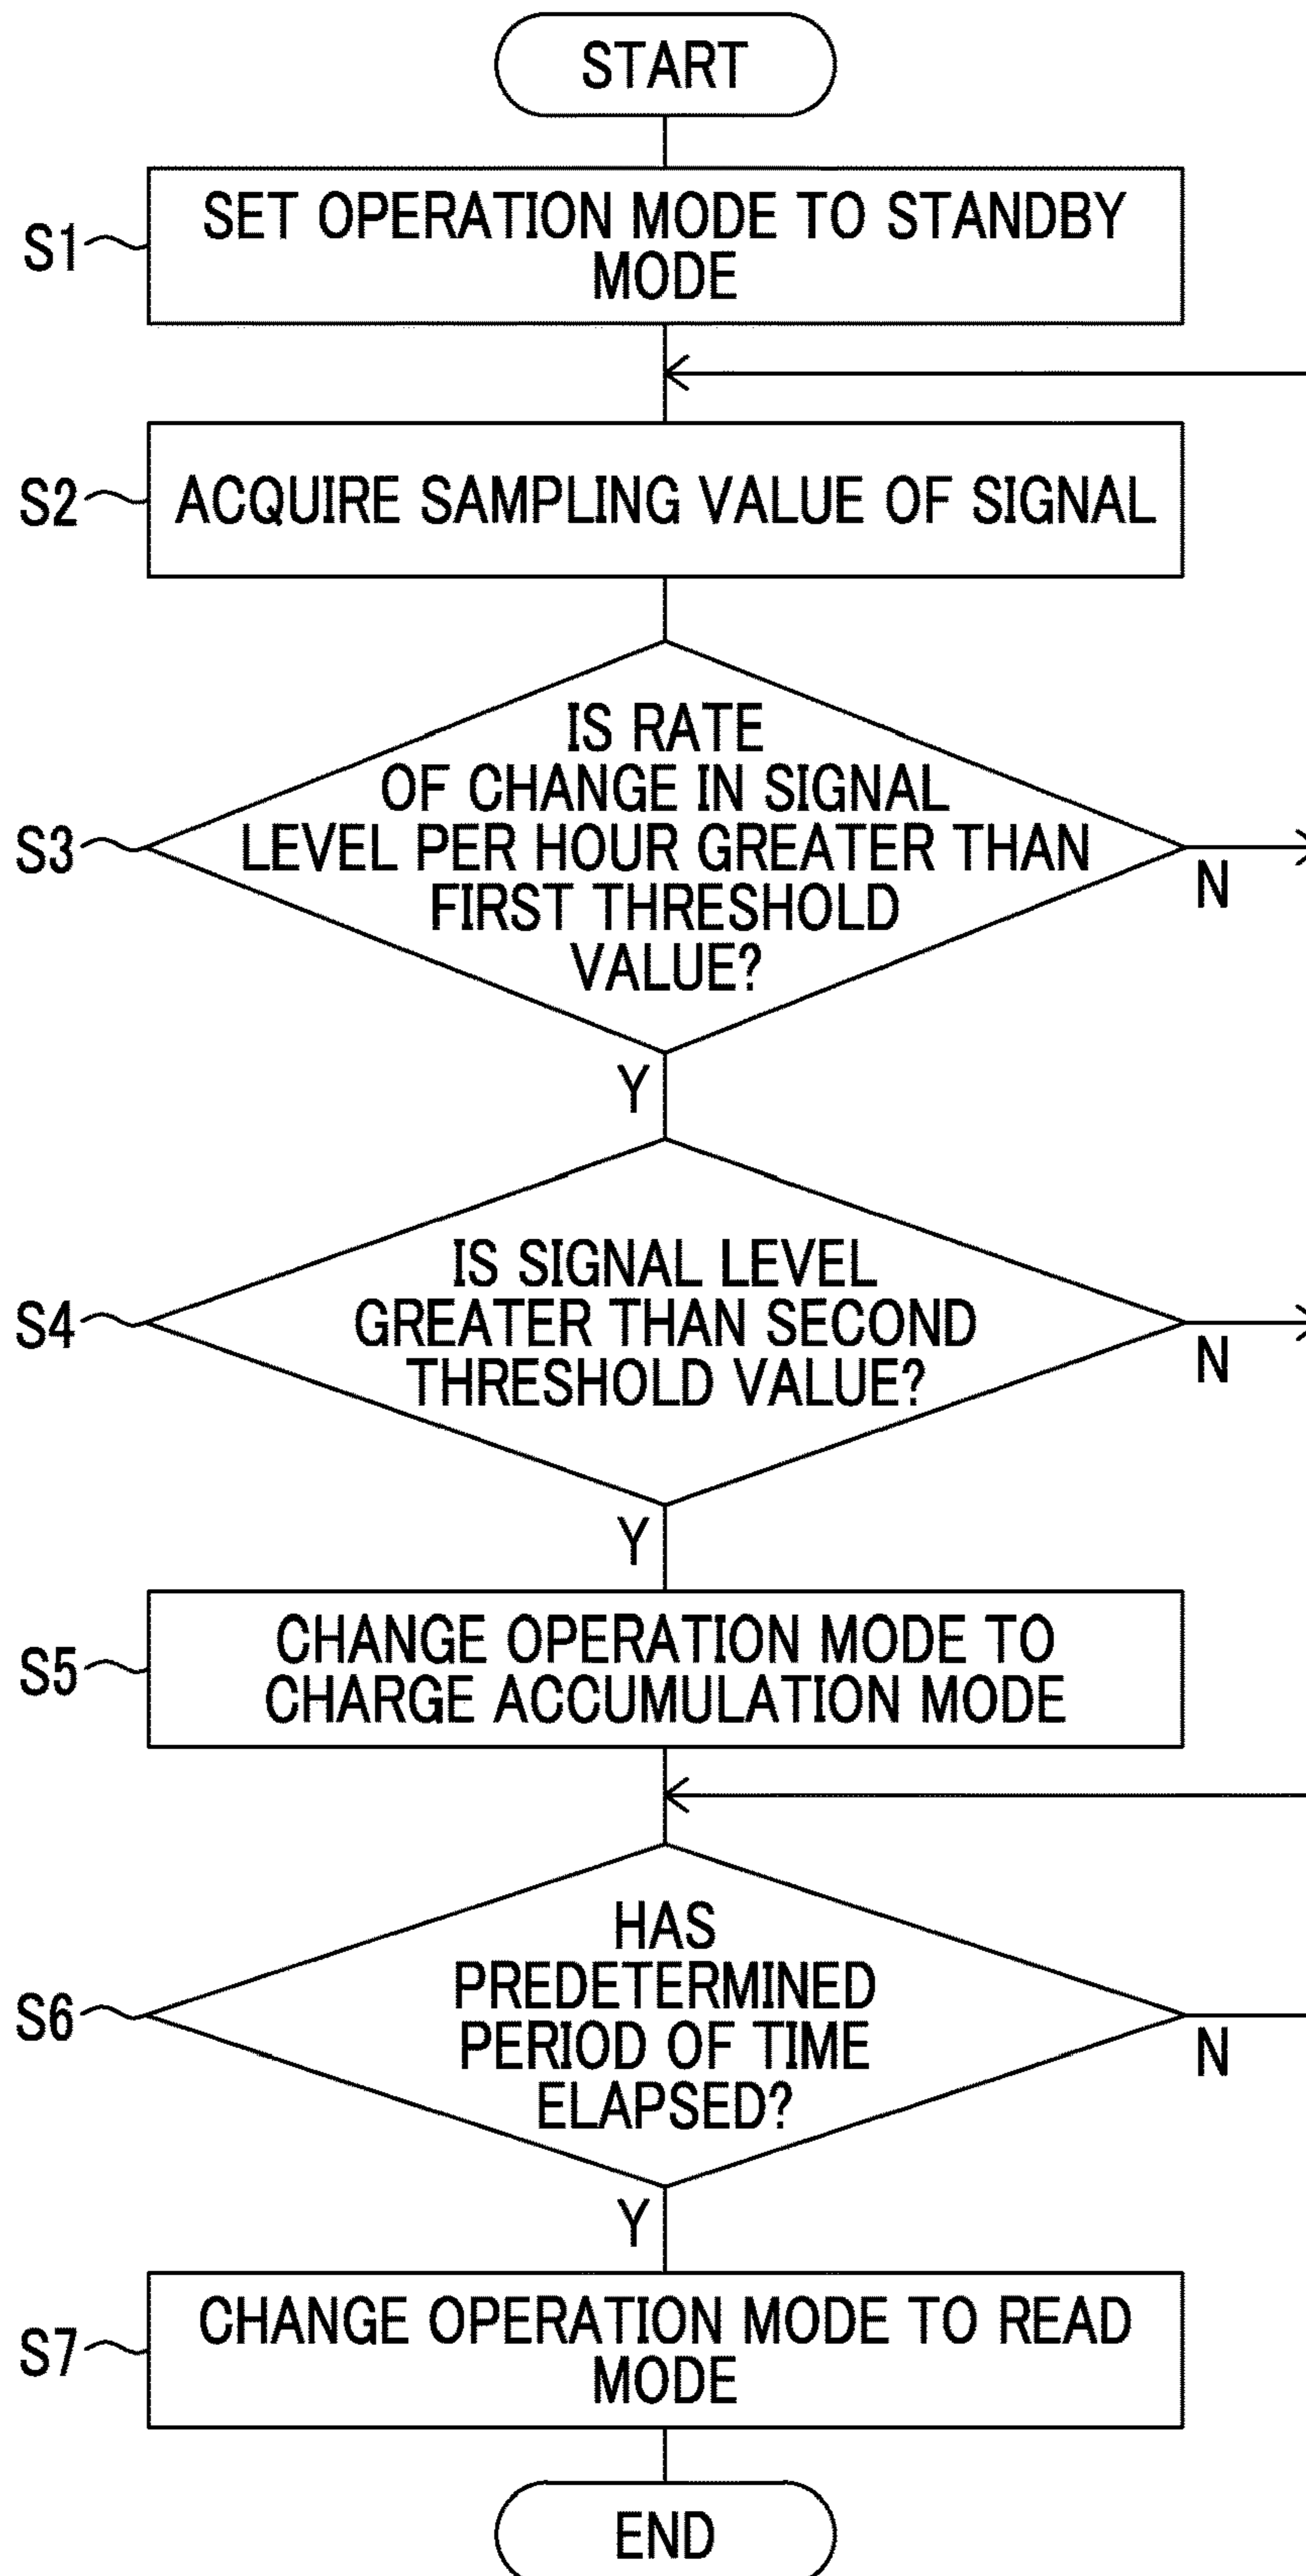 START
S1
SET OPERATION MODE TO STANDBY
MODE
S2
ACQUIRE SAMPLING VALUE OF SIGNAL
S3
IS RATE
OF CHANGE IN SIGNAL
LEVEL PER HOUR GREATER THAN
FIRST THRESHOLD
VALUE?
N
Y
S4
IS SIGNAL LEVEL
GREATER THAN SECOND
THRESHOLD VALUE?
N
Y
S5
CHANGE OPERATION MODE TO
CHARGE ACCUMULATION MODE
S6
HAS
PREDETERMINED
PERIOD OF TIME
ELAPSED?
N
Y
S7
CHANGE OPERATION MODE TO READ
MODE
END